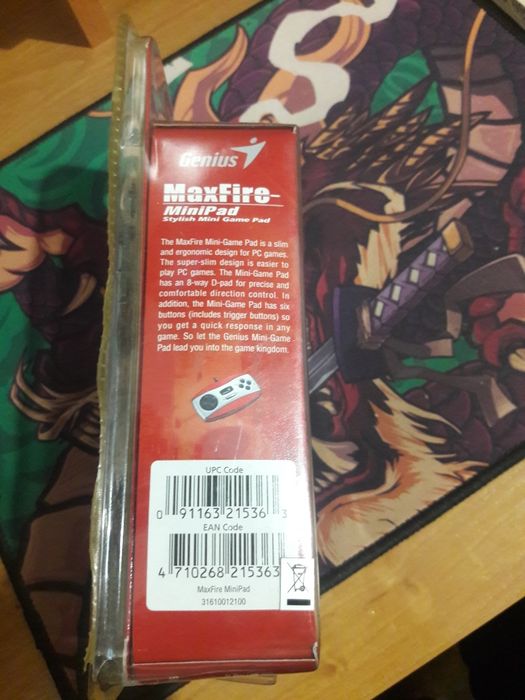 Genius
MaxFire
MiniPad
Stylish Mini Game Pad
The MaxFire Mini-Game Pad is a slim
and ergonomic design for PC games.
The super-slim design is easier to
play PC games. The Mini-Game Pad
has an 8-way D-pad for precise and
comfortable direction control. In
addition, the Mini-Game Pad has six
buttons (includes trigger buttons) so
you get a quick response in any
game. So let the Genius Mini-Game
Pad lead you into the game kingdom.
UPC Code
0 91163 21536 3
EAN Code
4 710268 215363
MaxFire MiniPad
31610012100